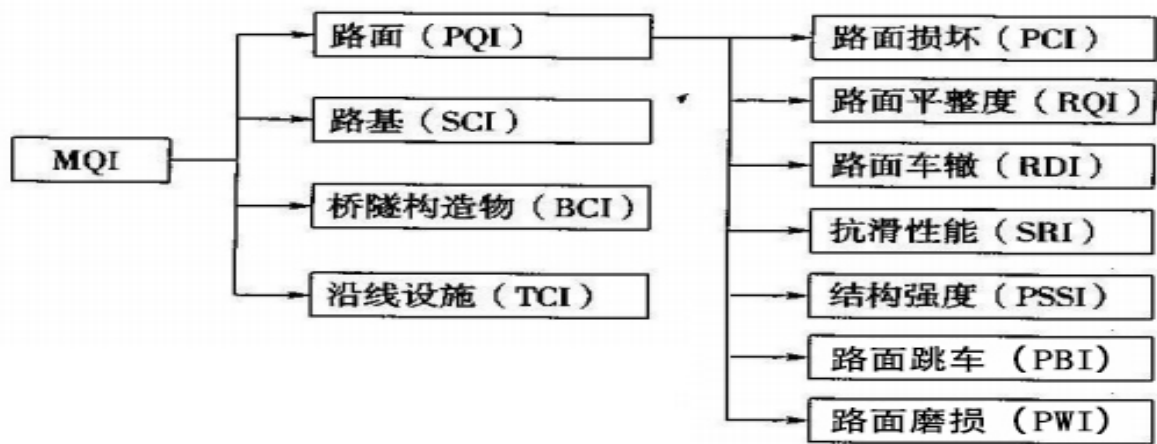 MQI
路面（PQI）
路基（SCI）
桥隧构造物（BCI）
沿线设施（TCI）
路面损坏（PCI）
路面平整度（RQI）
路面车辙（RDI）
抗滑性能（SRI）
结构强度（PSSI）
路面跳车（PBI）
路面磨损（PWI）